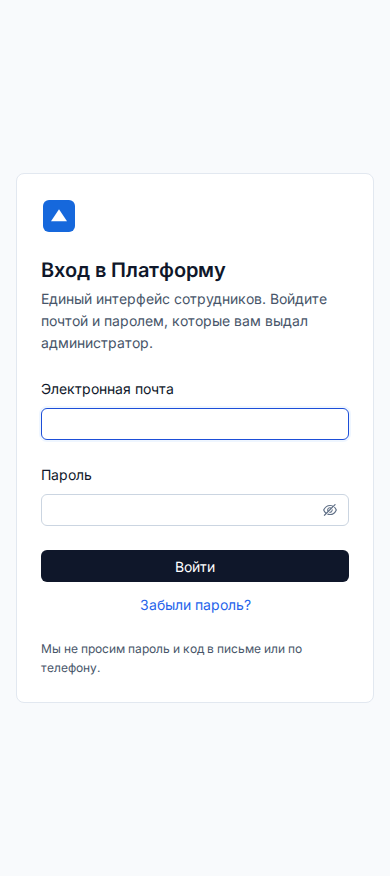 Вход в Платформу
Единый интерфейс сотрудников. Войдите
почтой и паролем, которые вам выдал
администратор.
Электронная почта
Пароль
Войти
Забыли пароль?
Мы не просим пароль и код в письме или по
телефону.